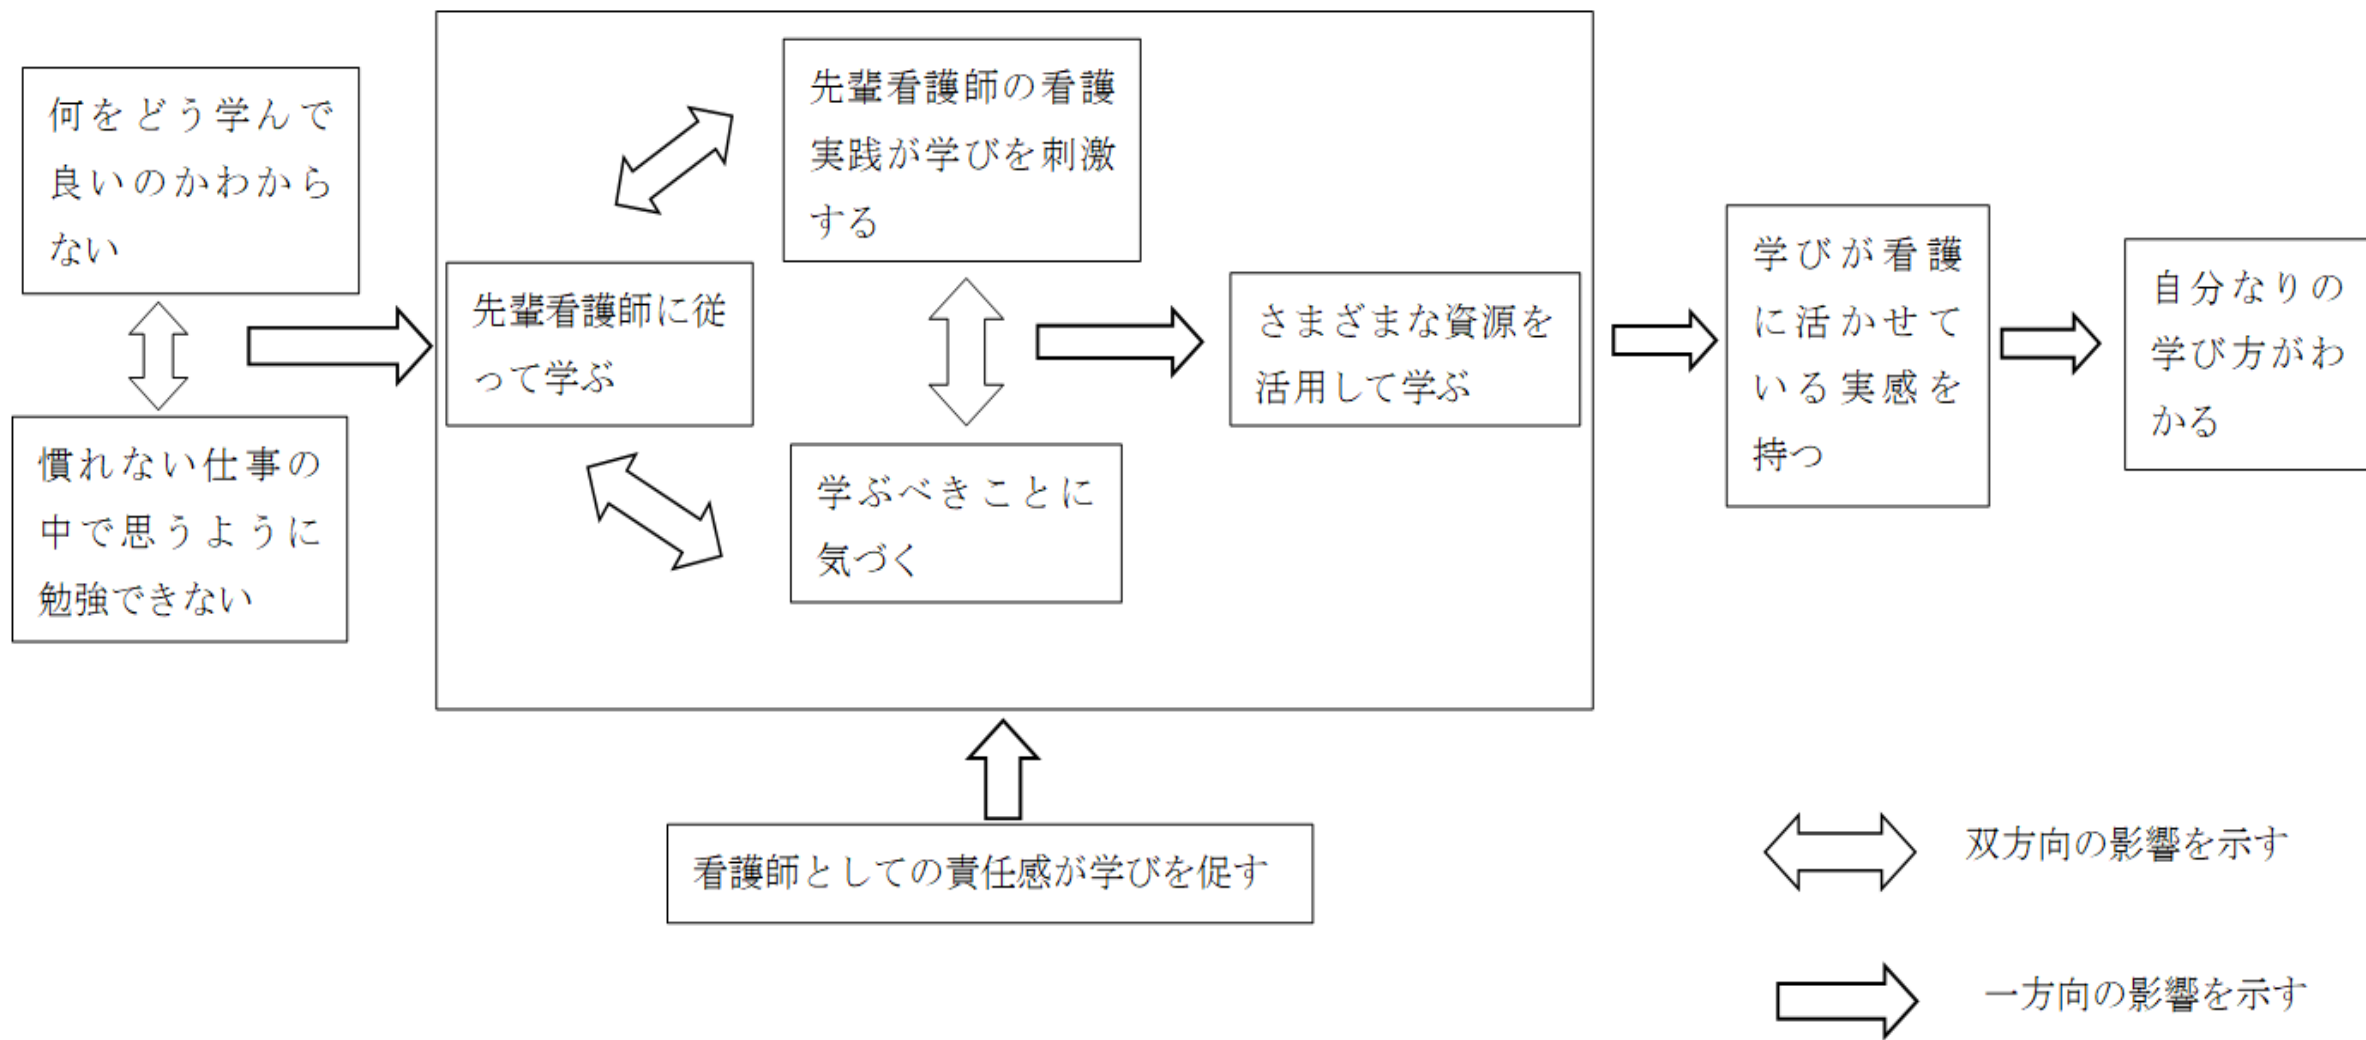 何をどう学んで
良いのかわから
ない
慣れない仕事の
中で思うように
勉強できない
先輩看護師に従
って学ぶ
先輩看護師の看護
実践が学びを刺激
する
学ぶべきことに
気づく
さまざまな資源を
活用して学ぶ
学びが看護
に活かせて
いる実感を
持つ
自分なりの
学び方がわ
かる
看護師としての責任感が学びを促す
双方向の影響を示す
一方向の影響を示す